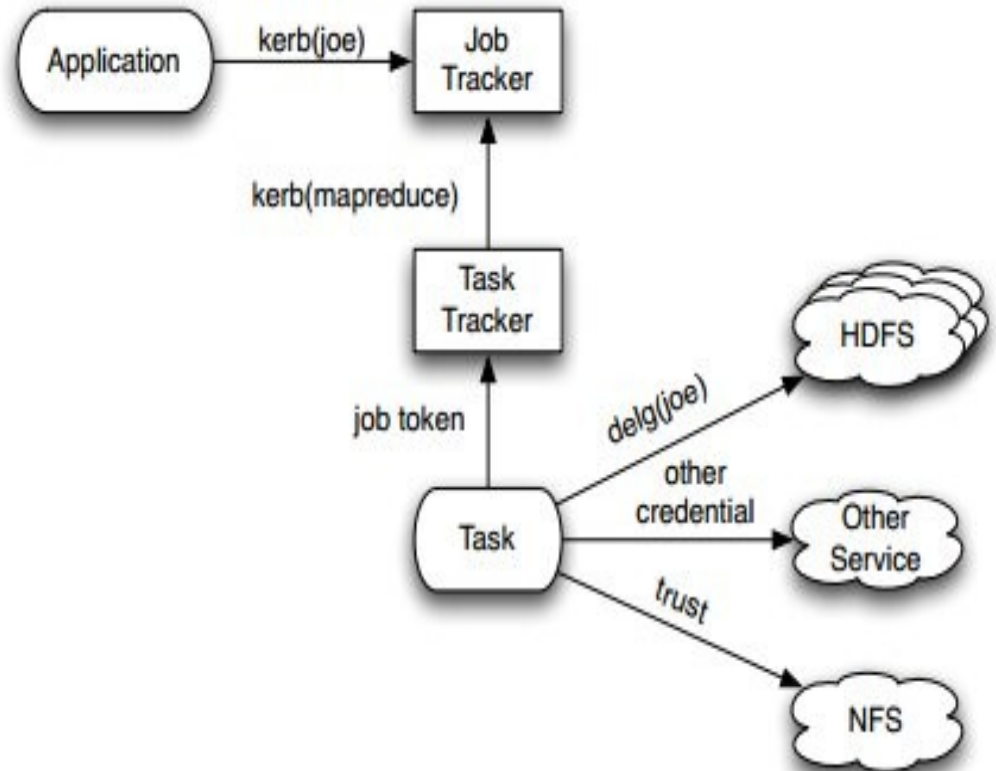 Application
kerb(joe)
Job
Tracker
kerb(mapreduce)
Task
Tracker
HDFS
job token
delg(joe)
other
credential
Task
Other
Service
trust
NFS